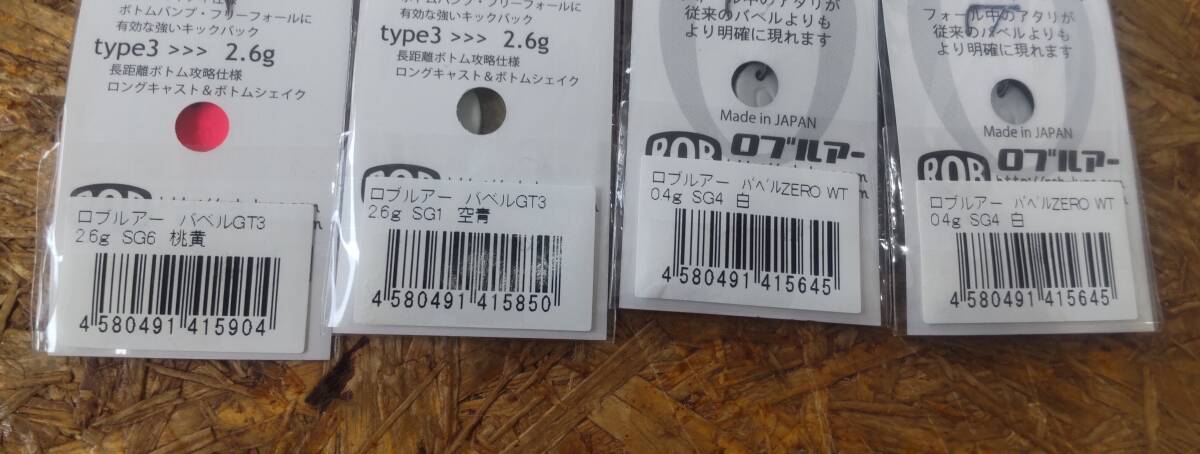 ボトムバンプ・フリーフォールに
有効な強いキックバック
type3 >>> 2.6g
長距離ボトム攻略仕様
ロングキャスト＆ボトムシェイク
ロブルアー バベルGT3
2.6g SG6 桃黄
4 580491 415904
有効な強いキックバック
type3 >>> 2.6g
長距離ボトム攻略仕様
ロングキャスト＆ボトムシェイク
ロブルアー バベルGT3
2.6g SG1 空青
4 580491 415850
従来のバベルよりも
より明確に現れます
Made in JAPAN
ROB ロブルアー
ロブルアー バベルZERO WT
04g SG4 白
4 580491 415645
フォール中のアタリが
従来のバベルよりも
より明確に現れます
Made in JAPAN
ROB ロブルアー
ロブルアー バベルZERO WT
04g SG4 白
4 580491 415645